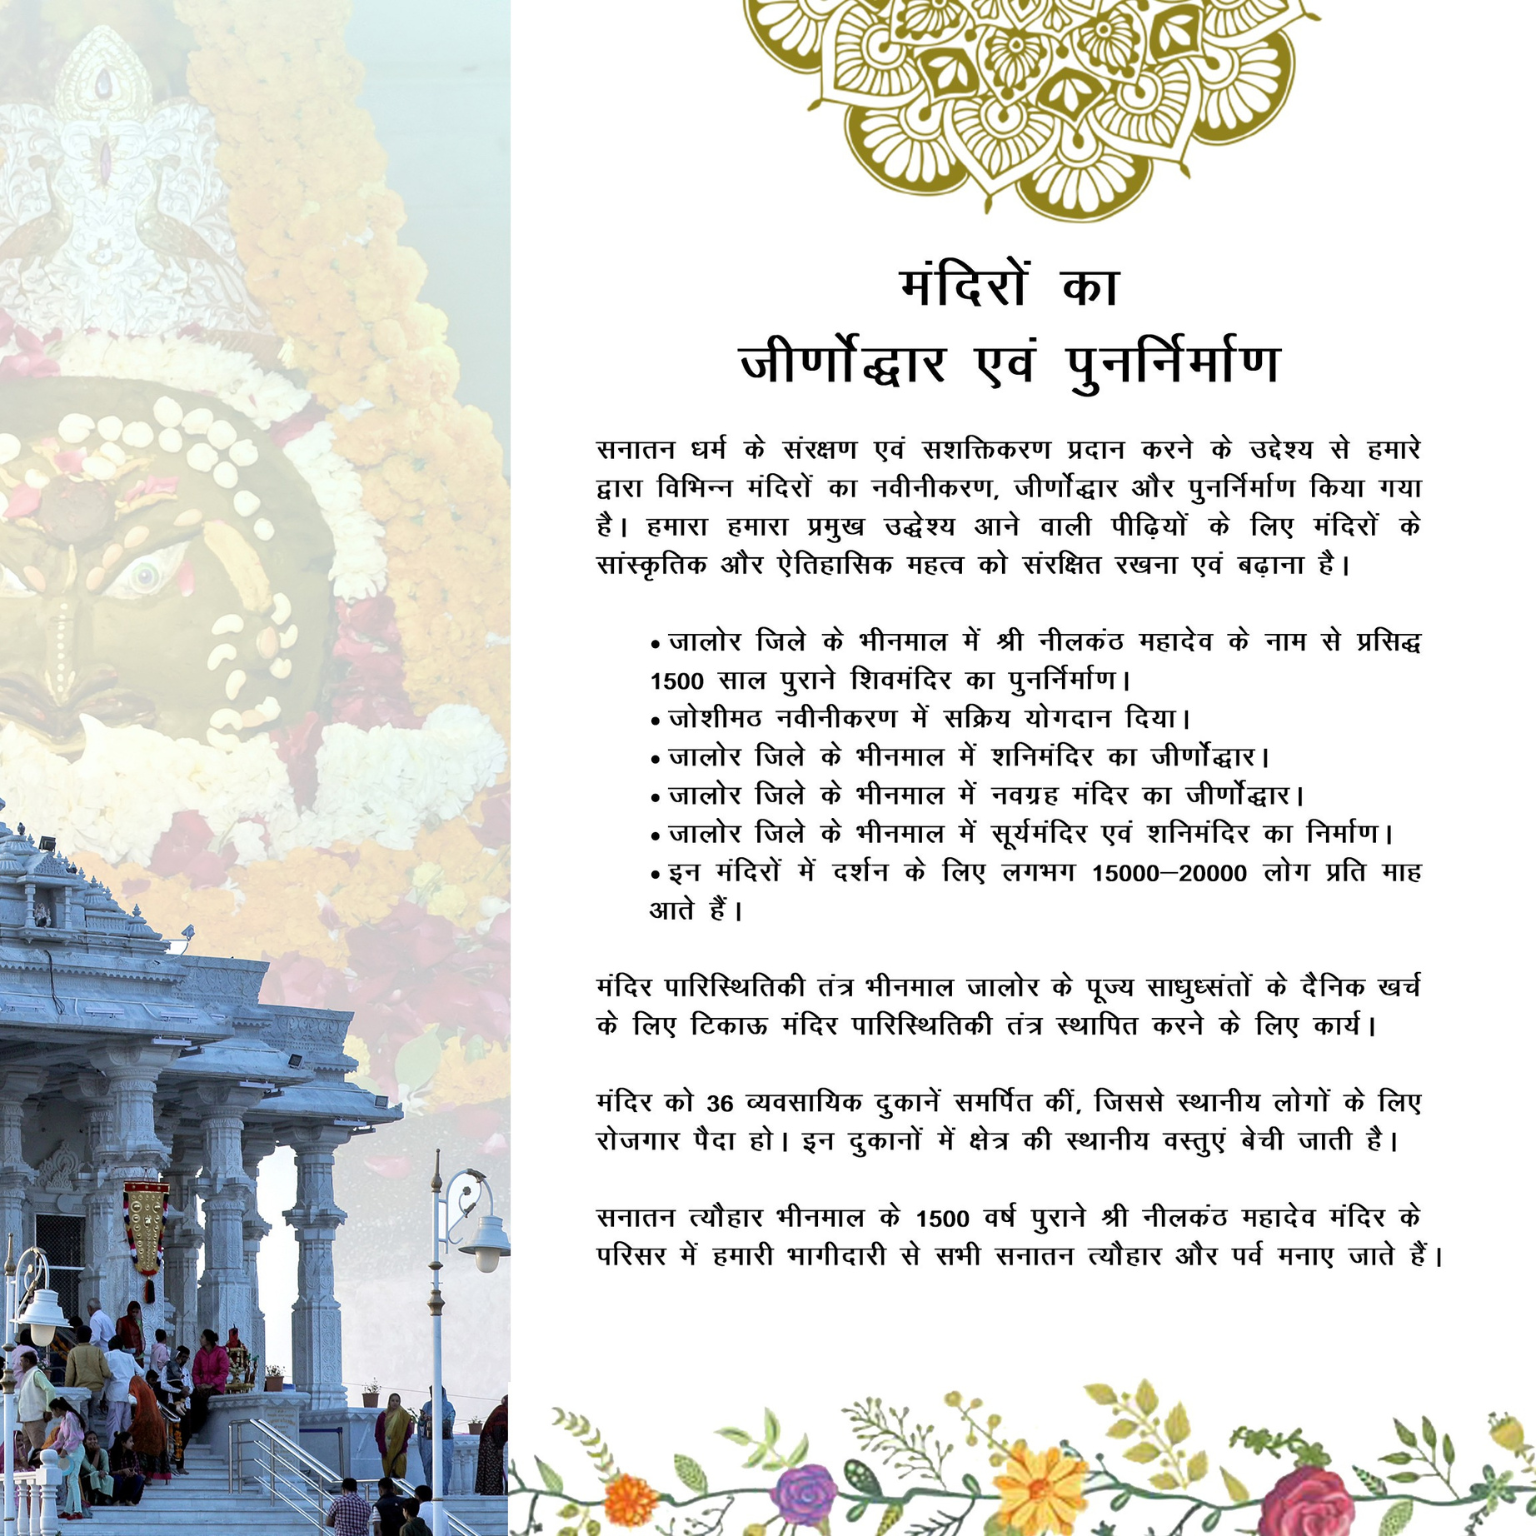 मंदिरों का
जीर्णोद्धार एवं पुनर्निर्माण
सनातन धर्म के संरक्षण एवं सशक्तिकरण प्रदान करने के उद्देश्य से हमारे
द्वारा विभिन्न मंदिरों का नवीनीकरण, जीर्णोद्धार और पुनर्निर्माण किया गया
है। हमारा हमारा प्रमुख उद्धेश्य आने वाली पीढ़ियों के लिए मंदिरों के
सांस्कृतिक और ऐतिहासिक महत्व को संरक्षित रखना एवं बढ़ाना है।
• जालोर जिले के भीनमाल में श्री नीलकंठ महादेव के नाम से प्रसिद्ध
1500 साल पुराने शिवमंदिर का पुनर्निर्माण।
• जोशीमठ नवीनीकरण में सक्रिय योगदान दिया।
• जालोर जिले के भीनमाल में शनिमंदिर का जीर्णोद्धार।
• जालोर जिले के भीनमाल में नवग्रह मंदिर का जीर्णोद्धार।
• जालोर जिले के भीनमाल में सूर्यमंदिर एवं शनिमंदिर का निर्माण।
• इन मंदिरों में दर्शन के लिए लगभग 15000–20000 लोग प्रति माह
आते हैं।
मंदिर पारिस्थितिकी तंत्र भीनमाल जालोर के पूज्य साधुध्संतों के दैनिक खर्च
के लिए टिकाऊ मंदिर पारिस्थितिकी तंत्र स्थापित करने के लिए कार्य।
मंदिर को 36 व्यवसायिक दुकानें समर्पित कीं, जिससे स्थानीय लोगों के लिए
रोजगार पैदा हो। इन दुकानों में क्षेत्र की स्थानीय वस्तुएं बेची जाती है।
सनातन त्यौहार भीनमाल के 1500 वर्ष पुराने श्री नीलकंठ महादेव मंदिर के
परिसर में हमारी भागीदारी से सभी सनातन त्यौहार और पर्व मनाए जाते हैं।